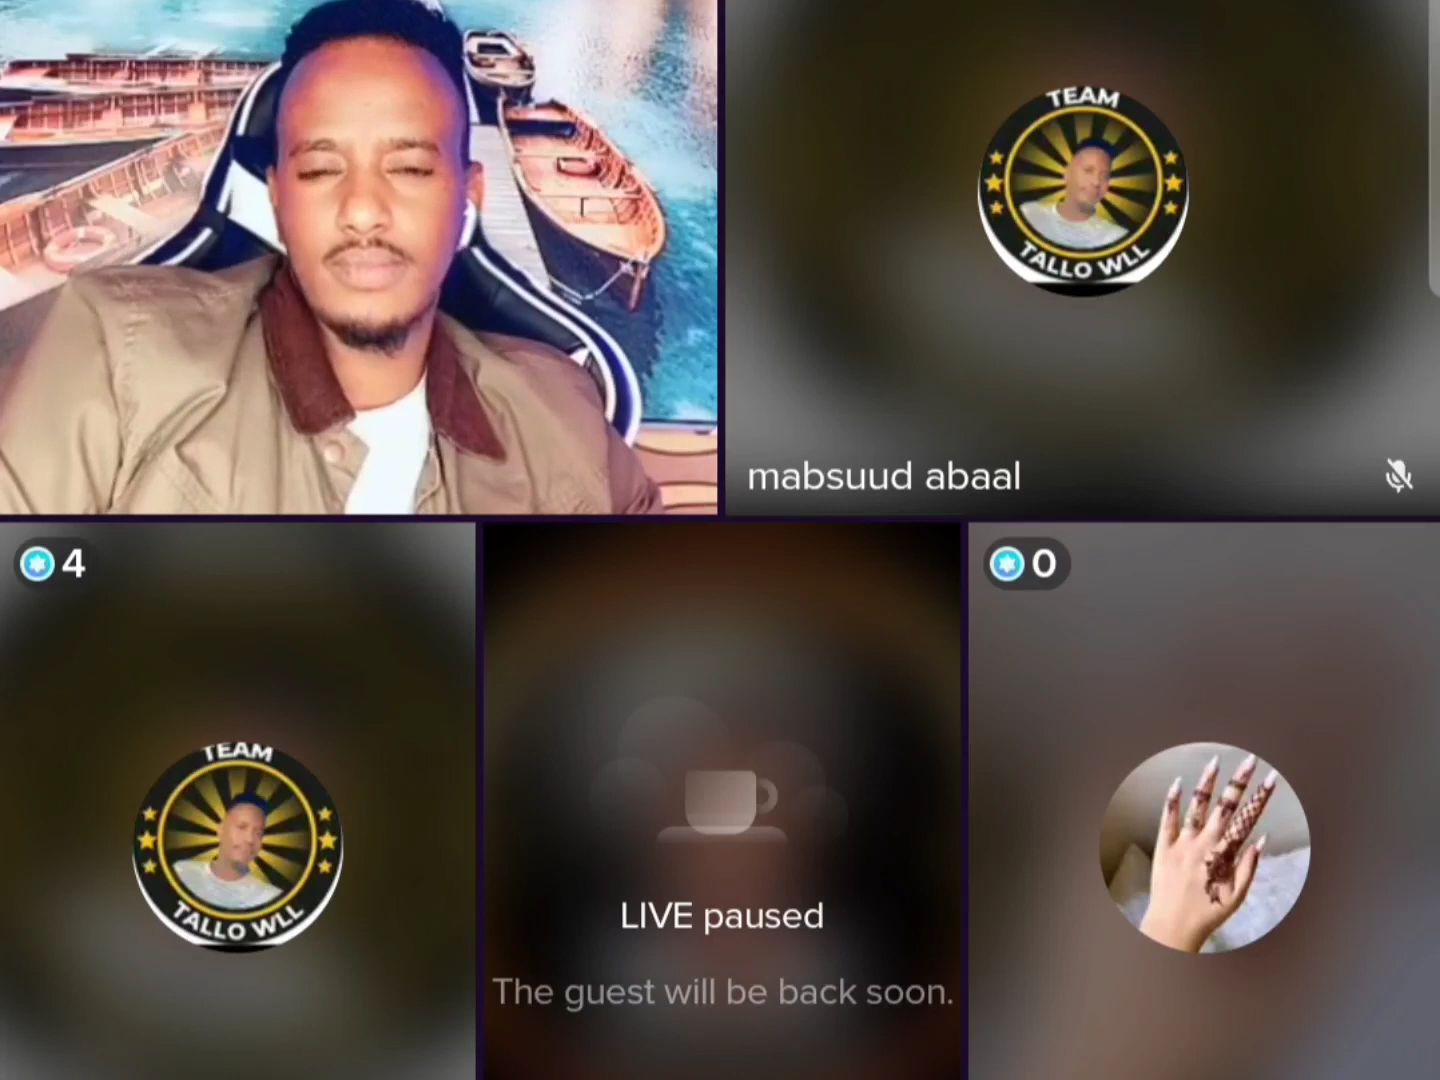 TEAM
TALLO WLL
mabsuud abaal
4
0
TEAM
TALLO WLL
LIVE paused
The guest will be back soon.